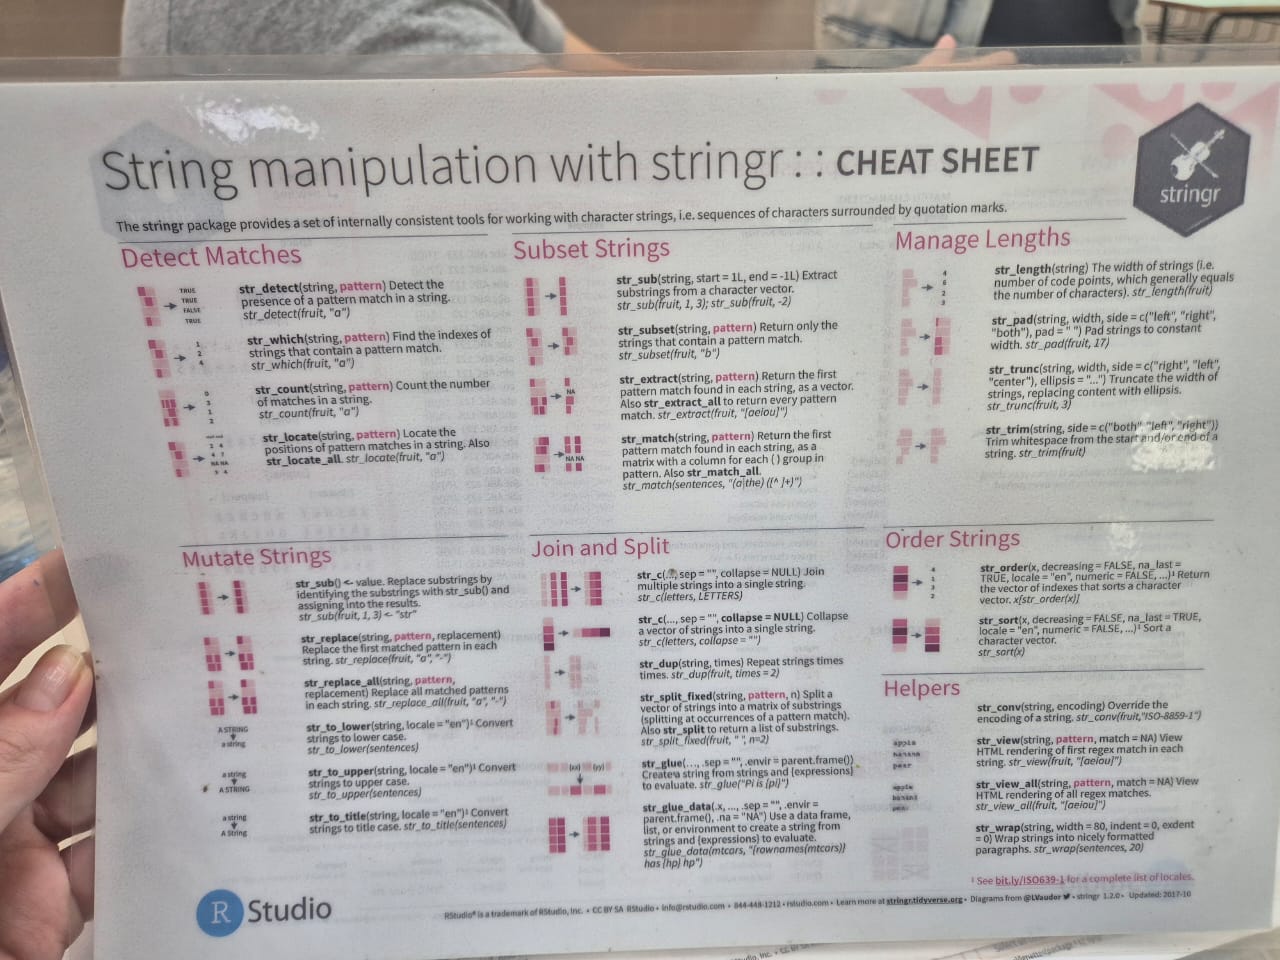 String manipulation with stringr : : CHEAT SHEET
stringr
The stringr package provides a set of internally consistent tools for working with character strings, i.e. sequences of characters surrounded by quotation marks.
Detect Matches
TRUE
TRUE
FALSE
TRUE
str_detect(string, pattern) Detect the
presence of a pattern match in a string.
str_detect(fruit, "a")
1
2
4
str_which(string, pattern) Find the indexes of
strings that contain a pattern match.
str_which(fruit, "a")
0
3
1
2
str_count(string, pattern) Count the number
of matches in a string.
str_count(fruit, "a")
2 4
4 7
NA NA
3 4
str_locate(string, pattern) Locate the
positions of pattern matches in a string. Also
str_locate_all. str_locate(fruit, "a")
Subset Strings
str_sub(string, start = 1L, end = -1L) Extract
substrings from a character vector.
str_sub(fruit, 1, 3); str_sub(fruit, -2)
str_subset(string, pattern) Return only the
strings that contain a pattern match.
str_subset(fruit, "b")
NA
str_extract(string, pattern) Return the first
pattern match found in each string, as a vector.
Also str_extract_all to return every pattern
match. str_extract(fruit, "[aeiou]")
NA NA
str_match(string, pattern) Return the first
pattern match found in each string, as a
matrix with a column for each ( ) group in
pattern. Also str_match_all.
str_match(sentences, "(a|the) ([^ ]+)")
Manage Lengths
4
6
2
3
str_length(string) The width of strings (i.e.
number of code points, which generally equals
the number of characters). str_length(fruit)
str_pad(string, width, side = c("left", "right",
"both"), pad = " ") Pad strings to constant
width. str_pad(fruit, 17)
str_trunc(string, width, side = c("right", "left",
"center"), ellipsis = "...") Truncate the width of
strings, replacing content with ellipsis.
str_trunc(fruit, 3)
str_trim(string, side = c("both", "left", "right"))
Trim whitespace from the start and/or end of a
string. str_trim(fruit)
Mutate Strings
str_sub() <- value. Replace substrings by
identifying the substrings with str_sub() and
assigning into the results.
str_sub(fruit, 1, 3) <- "str"
str_replace(string, pattern, replacement)
Replace the first matched pattern in each
string. str_replace(fruit, "a", "-")
str_replace_all(string, pattern,
replacement) Replace all matched patterns
in each string. str_replace_all(fruit, "a", "-")
A STRING
a string
str_to_lower(string, locale = "en")¹ Convert
strings to lower case.
str_to_lower(sentences)
a string
A STRING
str_to_upper(string, locale = "en")¹ Convert
strings to upper case.
str_to_upper(sentences)
a string
A String
str_to_title(string, locale = "en")¹ Convert
strings to title case. str_to_title(sentences)
Join and Split
str_c(..., sep = "", collapse = NULL) Join
multiple strings into a single string.
str_c(letters, LETTERS)
str_c(..., sep = "", collapse = NULL) Collapse
a vector of strings into a single string.
str_c(letters, collapse = "")
str_dup(string, times) Repeat strings times
times. str_dup(fruit, times = 2)
str_split_fixed(string, pattern, n) Split a
vector of strings into a matrix of substrings
(splitting at occurrences of a pattern match).
Also str_split to return a list of substrings.
str_split_fixed(fruit, " ", n=2)
{xx} {yy}
str_glue(..., .sep = "", .envir = parent.frame())
Create a string from strings and {expressions}
to evaluate. str_glue("Pi is {pi}")
str_glue_data(.x, ..., .sep = "", .envir =
parent.frame(), .na = "NA") Use a data frame,
list, or environment to create a string from
strings and {expressions} to evaluate.
str_glue_data(mtcars, "{rownames(mtcars)}
has {hp} hp")
Order Strings
4
1
3
2
str_order(x, decreasing = FALSE, na_last =
TRUE, locale = "en", numeric = FALSE, ...)¹ Return
the vector of indexes that sorts a character
vector. x[str_order(x)]
str_sort(x, decreasing = FALSE, na_last = TRUE,
locale = "en", numeric = FALSE, ...)¹ Sort a
character vector.
str_sort(x)
Helpers
str_conv(string, encoding) Override the
encoding of a string. str_conv(fruit,"ISO-8859-1")
apple
banana
pear
str_view(string, pattern, match = NA) View
HTML rendering of first regex match in each
string. str_view(fruit, "[aeiou]")
apple
banana
pear
str_view_all(string, pattern, match = NA) View
HTML rendering of all regex matches.
str_view_all(fruit, "[aeiou]")
str_wrap(string, width = 80, indent = 0, exdent
= 0) Wrap strings into nicely formatted
paragraphs. str_wrap(sentences, 20)
¹ See bit.ly/ISO639-1 for a complete list of locales.
R Studio
RStudio® is a trademark of RStudio, Inc. • CC BY SA RStudio • info@rstudio.com • 844-448-1212 • rstudio.com • Learn more at stringr.tidyverse.org • Diagrams from @LVaudor • stringr 1.2.0 • Updated: 2017-10